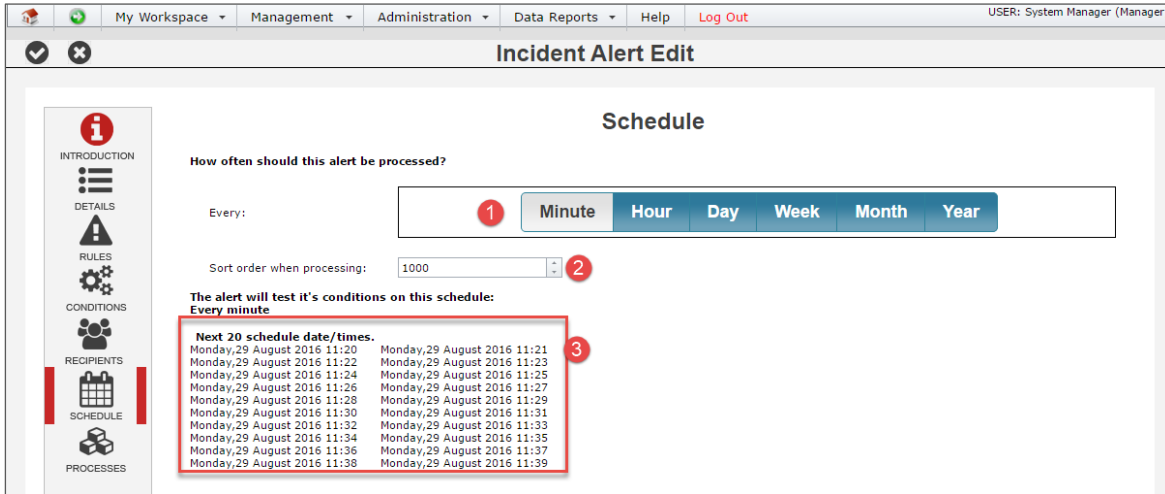 My Workspace Management Administration Data Reports Help Log Out USER: System Manager (Manager
Incident Alert Edit
Schedule
INTRODUCTION
How often should this alert be processed?
DETAILS
Every: 1 Minute Hour Day Week Month Year
RULES
Sort order when processing: 1000 2
The alert will test it's conditions on this schedule:
CONDITIONS
Every minute
Next 20 schedule date/times.
3
Monday,29 August 2016 11:20 Monday,29 August 2016 11:21
RECIPIENTS
Monday,29 August 2016 11:22 Monday,29 August 2016 11:23
Monday,29 August 2016 11:24 Monday,29 August 2016 11:25
Monday,29 August 2016 11:26 Monday,29 August 2016 11:27
Monday,29 August 2016 11:28 Monday,29 August 2016 11:29
SCHEDULE
Monday,29 August 2016 11:30 Monday,29 August 2016 11:31
Monday,29 August 2016 11:32 Monday,29 August 2016 11:33
Monday,29 August 2016 11:34 Monday,29 August 2016 11:35
Monday,29 August 2016 11:36 Monday,29 August 2016 11:37
Monday,29 August 2016 11:38 Monday,29 August 2016 11:39
PROCESSES